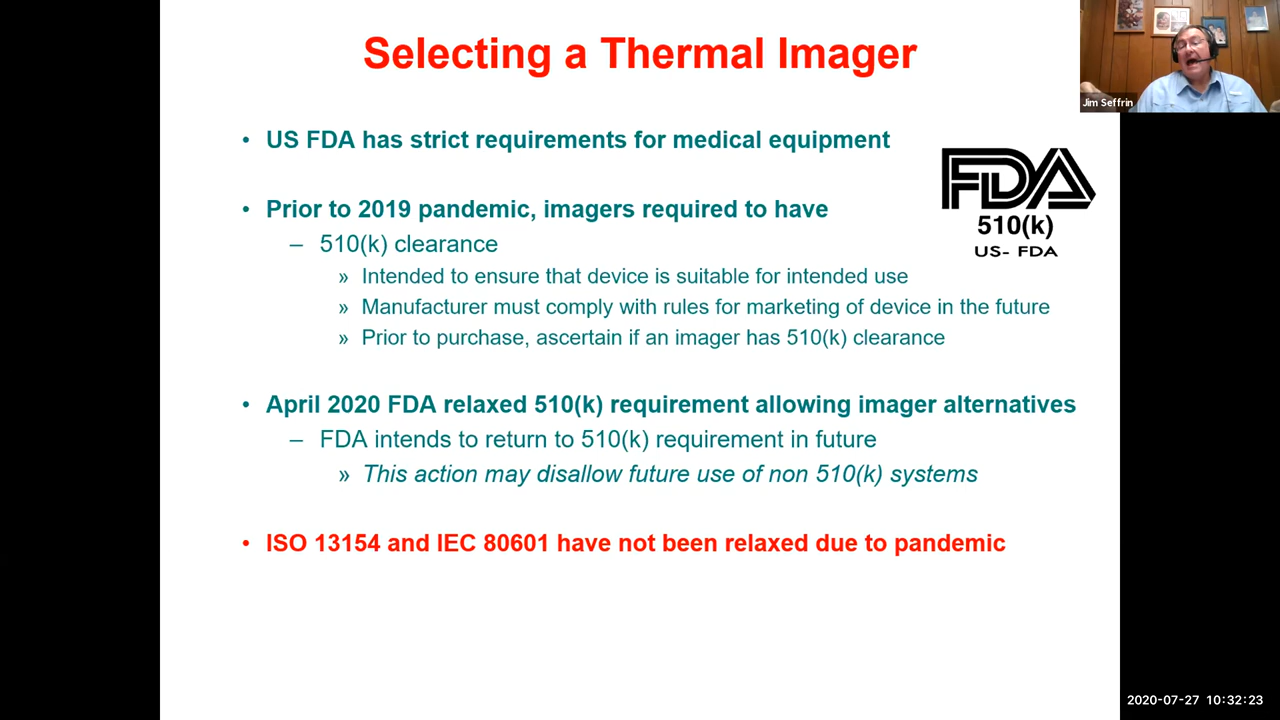 Selecting a Thermal Imager
Jim Seffrin
• US FDA has strict requirements for medical equipment
FDA
510(k)
US- FDA
• Prior to 2019 pandemic, imagers required to have
– 510(k) clearance
» Intended to ensure that device is suitable for intended use
» Manufacturer must comply with rules for marketing of device in the future
» Prior to purchase, ascertain if an imager has 510(k) clearance
• April 2020 FDA relaxed 510(k) requirement allowing imager alternatives
– FDA intends to return to 510(k) requirement in future
» This action may disallow future use of non 510(k) systems
• ISO 13154 and IEC 80601 have not been relaxed due to pandemic
2020-07-27 10:32:23